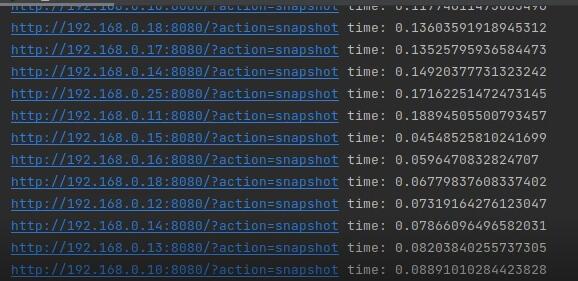 http://192.168.0.18:8080/?action=snapshot time: 0.13603591918945312
http://192.168.0.17:8080/?action=snapshot time: 0.13525795936584473
http://192.168.0.14:8080/?action=snapshot time: 0.14920377731323242
http://192.168.0.25:8080/?action=snapshot time: 0.17162251472473145
http://192.168.0.11:8080/?action=snapshot time: 0.18894505500793457
http://192.168.0.15:8080/?action=snapshot time: 0.04548525810241699
http://192.168.0.16:8080/?action=snapshot time: 0.0596470832824707
http://192.168.0.18:8080/?action=snapshot time: 0.06779837608337402
http://192.168.0.12:8080/?action=snapshot time: 0.07319164276123047
http://192.168.0.14:8080/?action=snapshot time: 0.07866096496582031
http://192.168.0.13:8080/?action=snapshot time: 0.08203840255737305
http://192.168.0.10:8080/?action=snapshot time: 0.08891010284423828